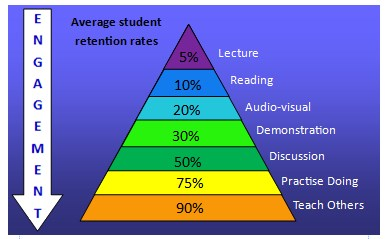 ENGAGEMENT
Average student
retention rates
5% Lecture
10% Reading
20% Audio-visual
30% Demonstration
50% Discussion
75% Practise Doing
90% Teach Others